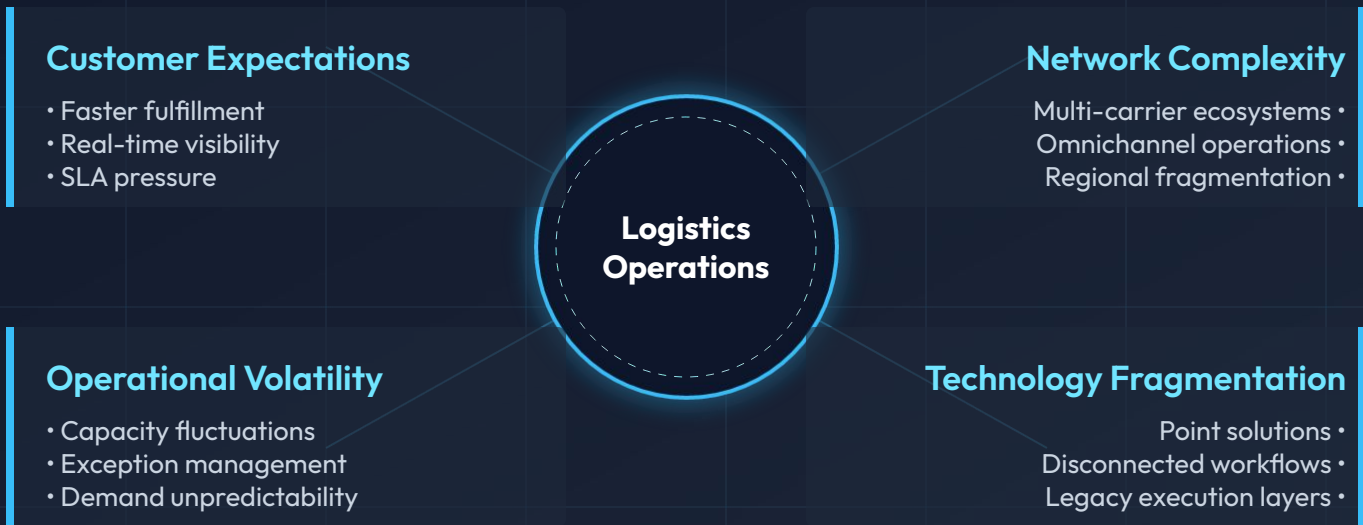 Customer Expectations
• Faster fulfillment
• Real-time visibility
• SLA pressure
Network Complexity
Multi-carrier ecosystems •
Omnichannel operations •
Regional fragmentation •
Logistics
Operations
Operational Volatility
• Capacity fluctuations
• Exception management
• Demand unpredictability
Technology Fragmentation
Point solutions •
Disconnected workflows •
Legacy execution layers •